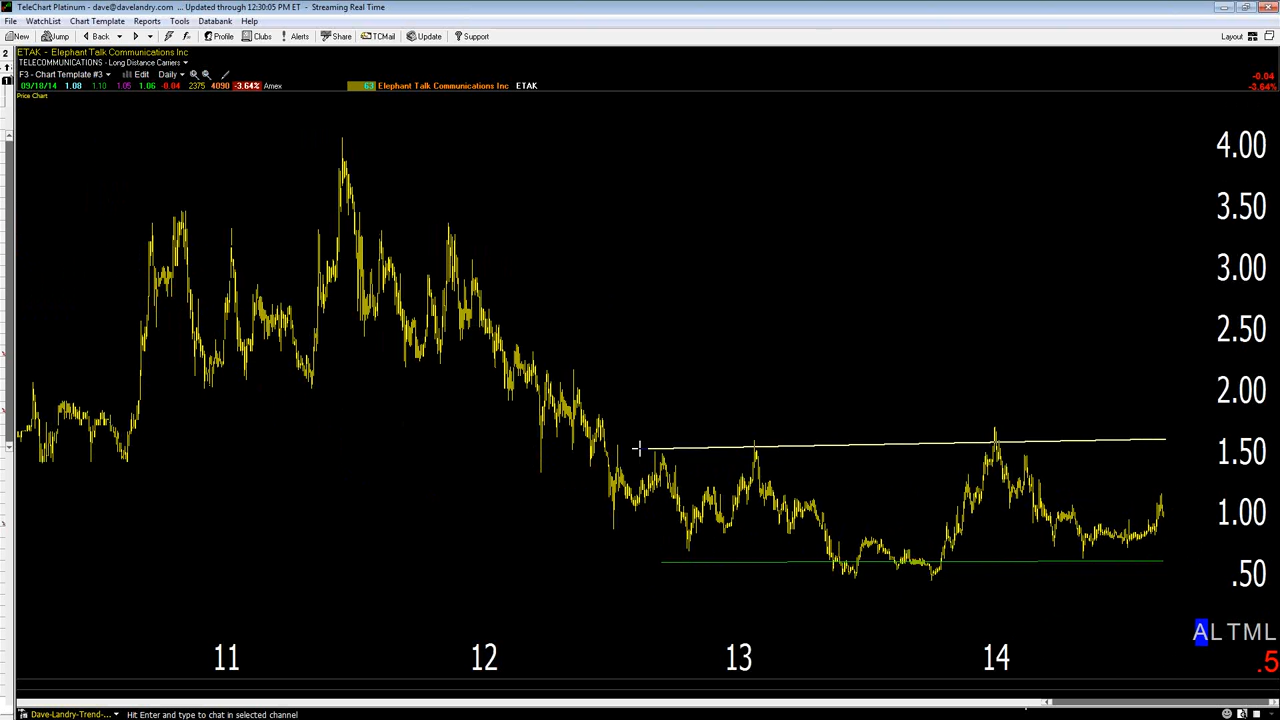 TeleChart Platinum - dave@davelandry.com ... Updated through 12:30:05 PM ET - Streaming Real Time
File WatchList Chart Template Reports Tools Databank Help
New Jump Back Profile Clubs Alerts Share TCMail Update Support Layout
2 ETAK - Elephant Talk Communications Inc
TELECOMMUNICATIONS - Long Distance Carriers
1 F3 - Chart Template #3 Edit Daily -0.04
09/18/14 1.08 1.10 1.05 1.06 -0.04 2375 4090 -3.64% Amex 63 Elephant Talk Communications Inc ETAK -3.64%
Price Chart
4.00
3.50
3.00
2.50
2.00
1.50
1.00
.50
ALTML
11 12 13 14 .5
Dave-Landry-Trend-... Hit Enter and type to chat in selected channel